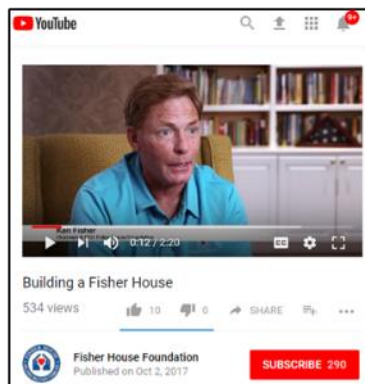 YouTube
9+
Ken Fisher
0:12 / 2:20
CC
Building a Fisher House
534 views
10
0
SHARE
Fisher House Foundation
Published on Oct 2, 2017
SUBSCRIBE 290